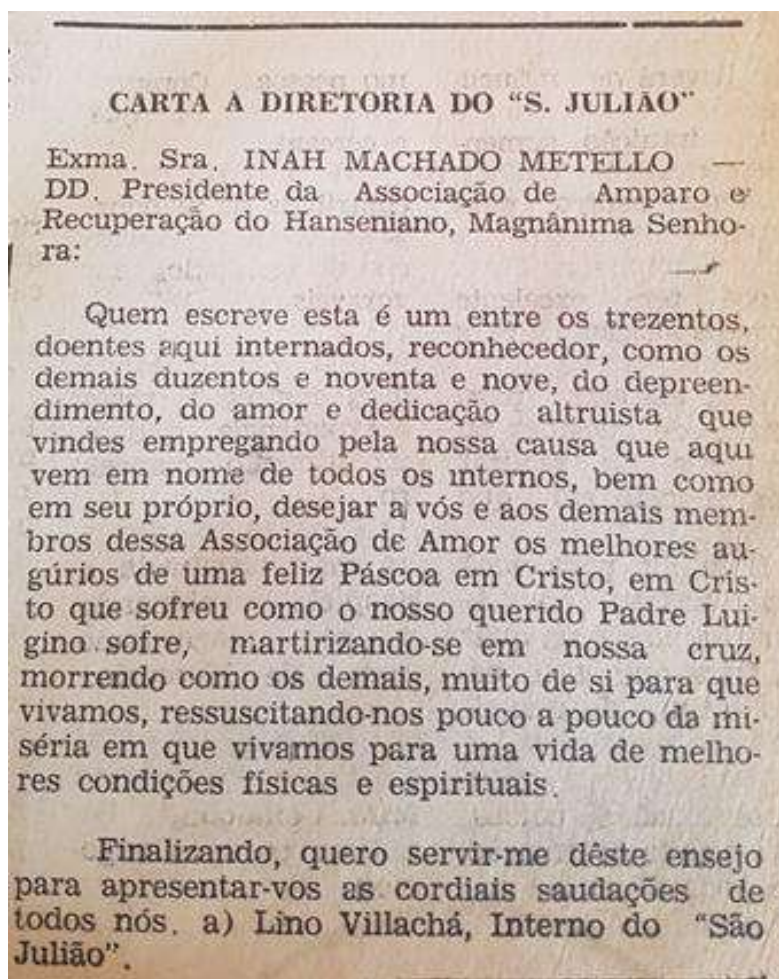 CARTA A DIRETORIA DO "S. JULIÃO"
Exma. Sra. INAH MACHADO METELLO —
DD. Presidente da Associação de Amparo e
Recuperação do Hanseniano, Magnânima Senho-
ra:
Quem escreve esta é um entre os trezentos,
doentes aqui internados, reconhecedor, como os
demais duzentos e noventa e nove, do depreen-
dimento, do amor e dedicação altruista que
vindes empregando pela nossa causa que aqui
vem em nome de todos os internos, bem como
em seu próprio, desejar a vós e aos demais mem-
bros dessa Associação de Amor os melhores au-
gúrios de uma feliz Páscoa em Cristo, em Cris-
to que sofreu como o nosso querido Padre Lui-
gino sofre, martirizando-se em nossa cruz,
morrendo como os demais, muito de si para que
vivamos, ressuscitando-nos pouco a pouco da mi-
séria em que vivamos para uma vida de melho-
res condições físicas e espirituais.
Finalizando, quero servir-me dêste ensejo
para apresentar-vos as cordiais saudações de
todos nós. a) Lino Villachá, Interno do "São
Julião".